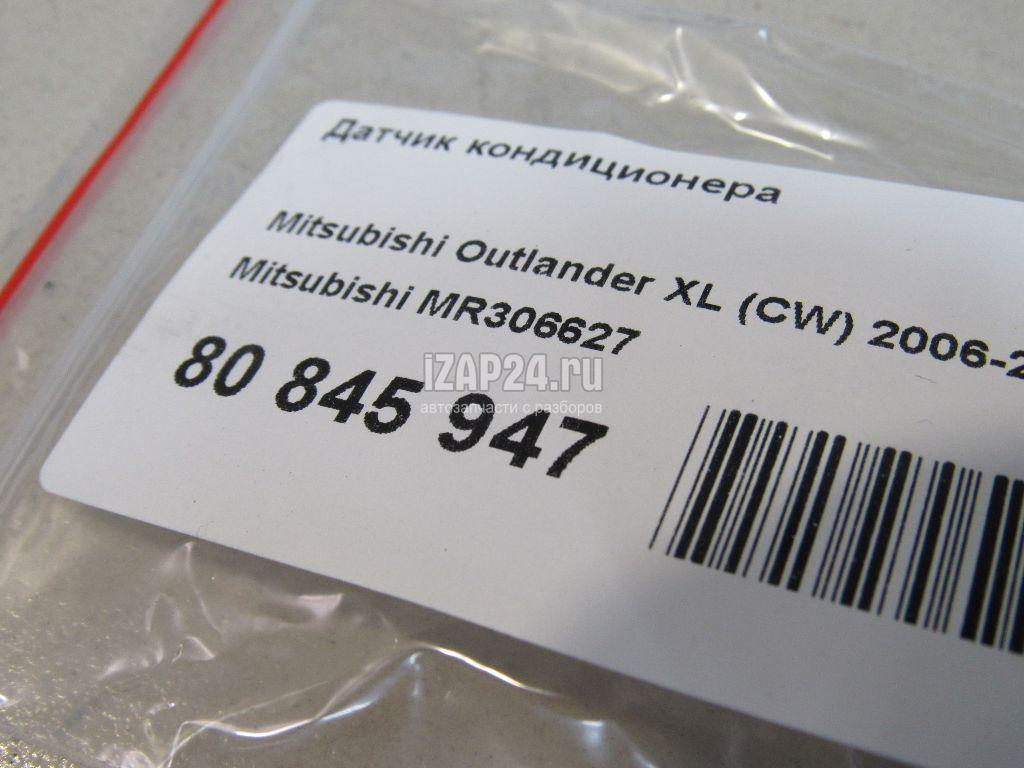 Датчик кондиционера
Mitsubishi Outlander XL (CW) 2006-2
Mitsubishi MR306627
80 845 947
iZAP24.ru
автозапчасти с разборов